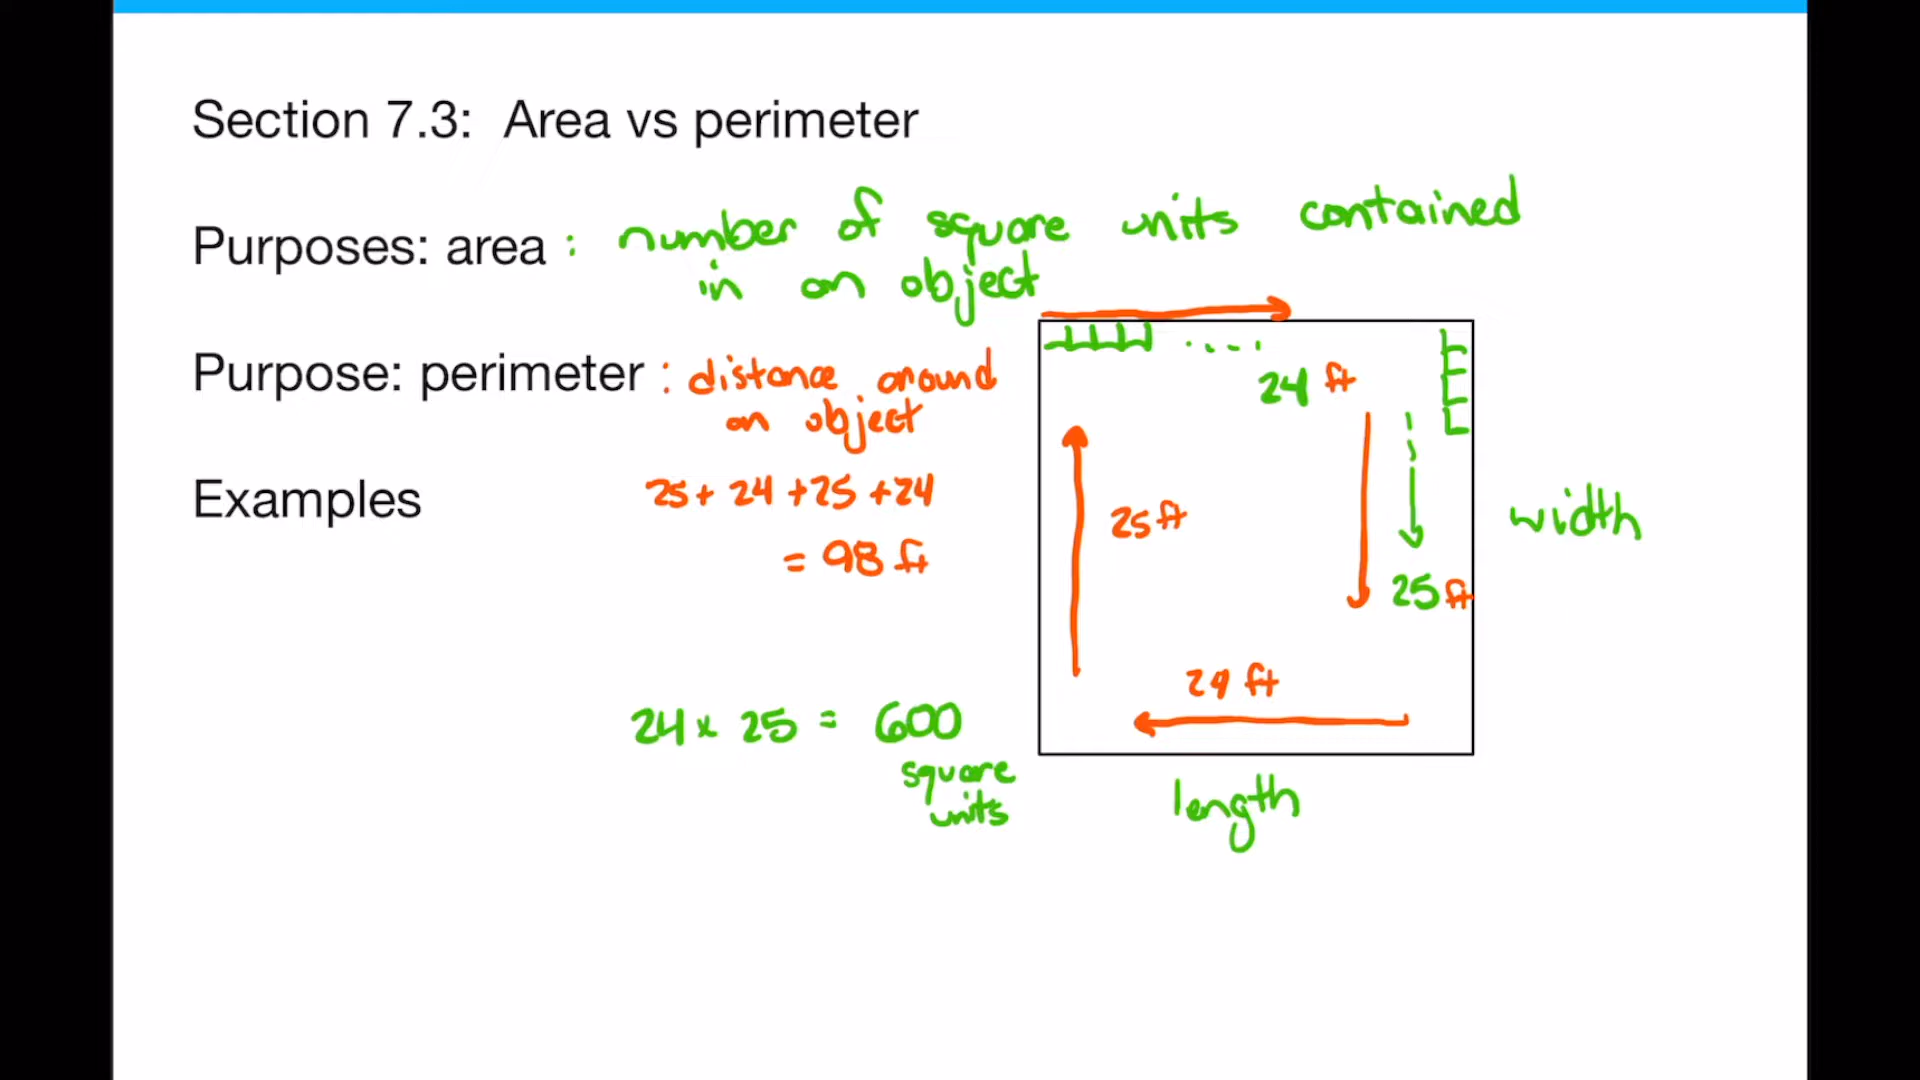 Section 7.3: Area vs perimeter
Purposes: area : number of square units contained
in an object
Purpose: perimeter : distance around
an object
24 ft
Examples
25 + 24 + 25 + 24
= 98 ft
25 ft
width
25 ft
24 ft
24 x 25 = 600
square
units
length